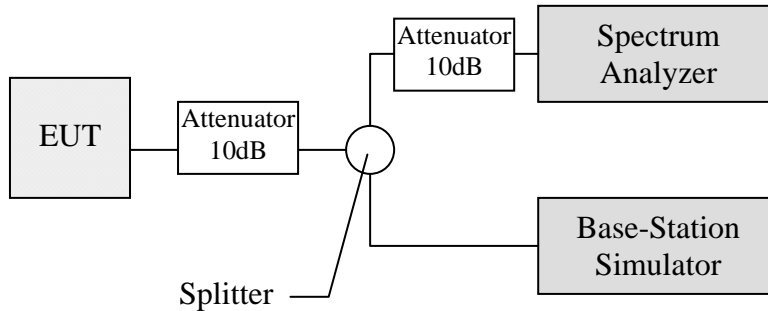 Attenuator
10dB
Spectrum
Analyzer
EUT
Attenuator
10dB
Base-Station
Simulator
Splitter